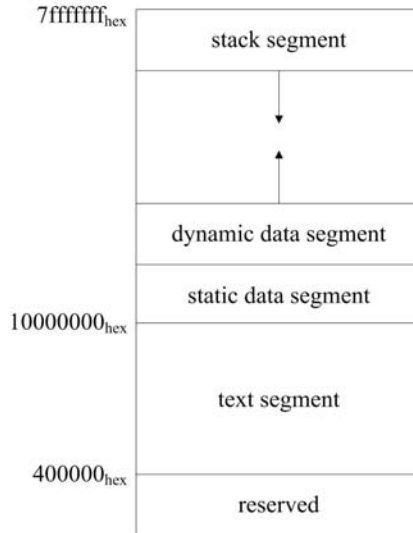 7fffffffhex
stack segment
dynamic data segment
static data segment
10000000hex
text segment
400000hex
reserved